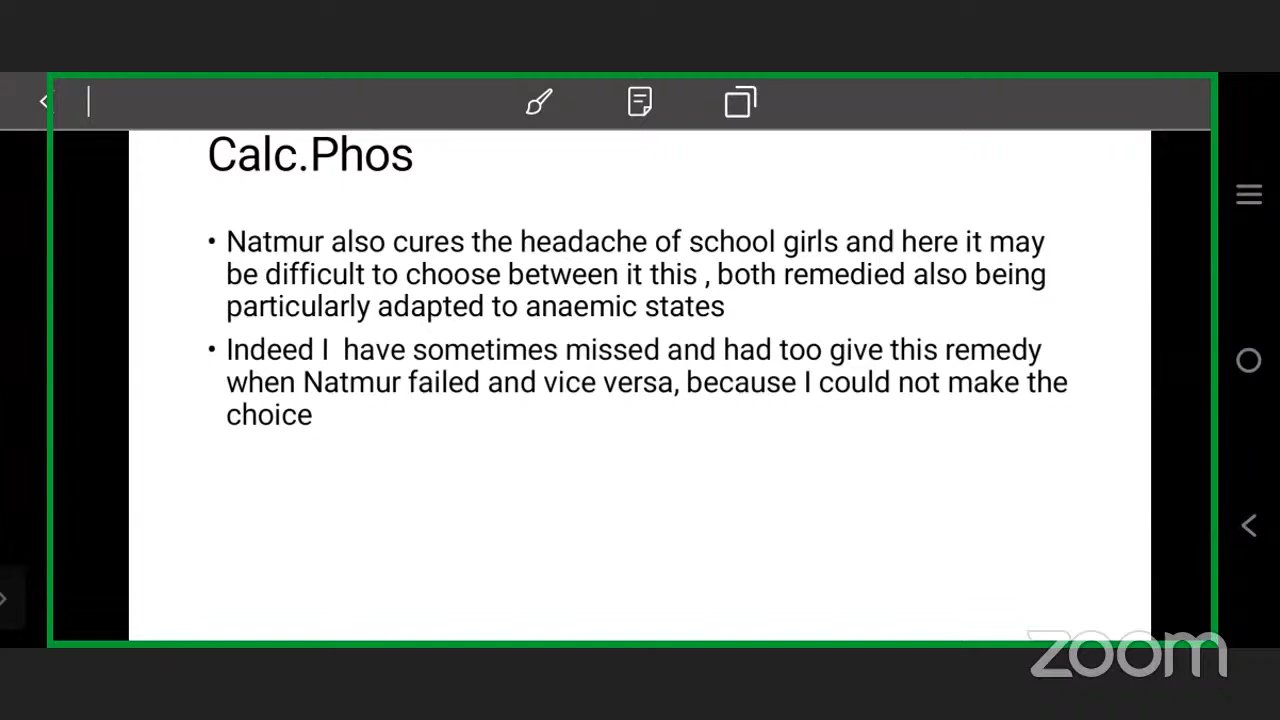 Calc.Phos
• Natmur also cures the headache of school girls and here it may
be difficult to choose between it this , both remedied also being
particularly adapted to anaemic states
• Indeed I have sometimes missed and had too give this remedy
when Natmur failed and vice versa, because I could not make the
choice
zoom